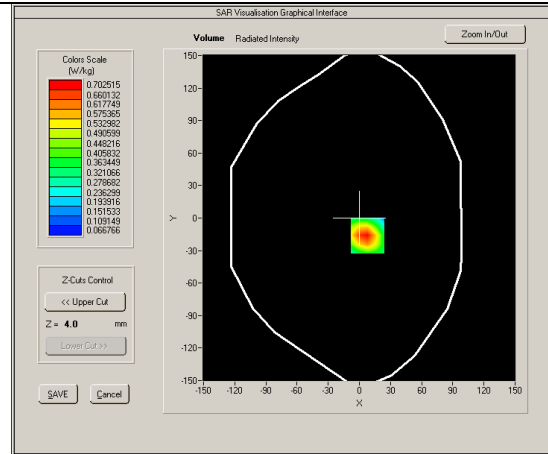 SAR Visualisation Graphical Interface
Volume Radiated Intensity
Zoom In/Out
Colors Scale
(W/kg)
0.702515
0.660132
0.617749
0.575365
0.532982
0.490599
0.448216
0.405832
0.363449
0.321066
0.278682
0.236299
0.193916
0.151533
0.109149
0.066766
Z-Cuts Control
<< Upper Cut
Z = 4.0 mm
Lower Cut >>
SAVE Cancel
150
120
90
60
30
0
-30
-60
-90
-120
-150
Y
-150 -120 -90 -60 -30 0 30 60 90 120 150
X